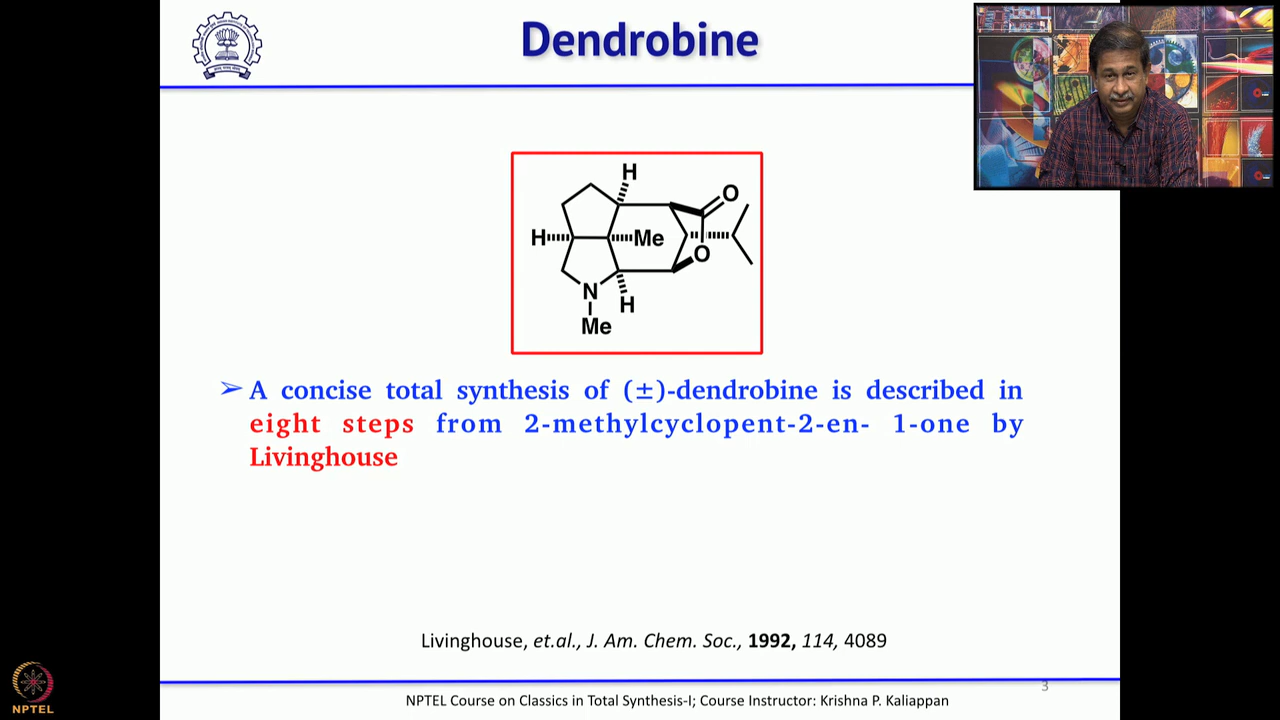 Dendrobine
H
O
H
Me
O
N
H
Me
➢ A concise total synthesis of (±)-dendrobine is described in
eight steps from 2-methylcyclopent-2-en- 1-one by
Livinghouse
Livinghouse, et.al., J. Am. Chem. Soc., 1992, 114, 4089
3
NPTEL
NPTEL Course on Classics in Total Synthesis-I; Course Instructor: Krishna P. Kaliappan